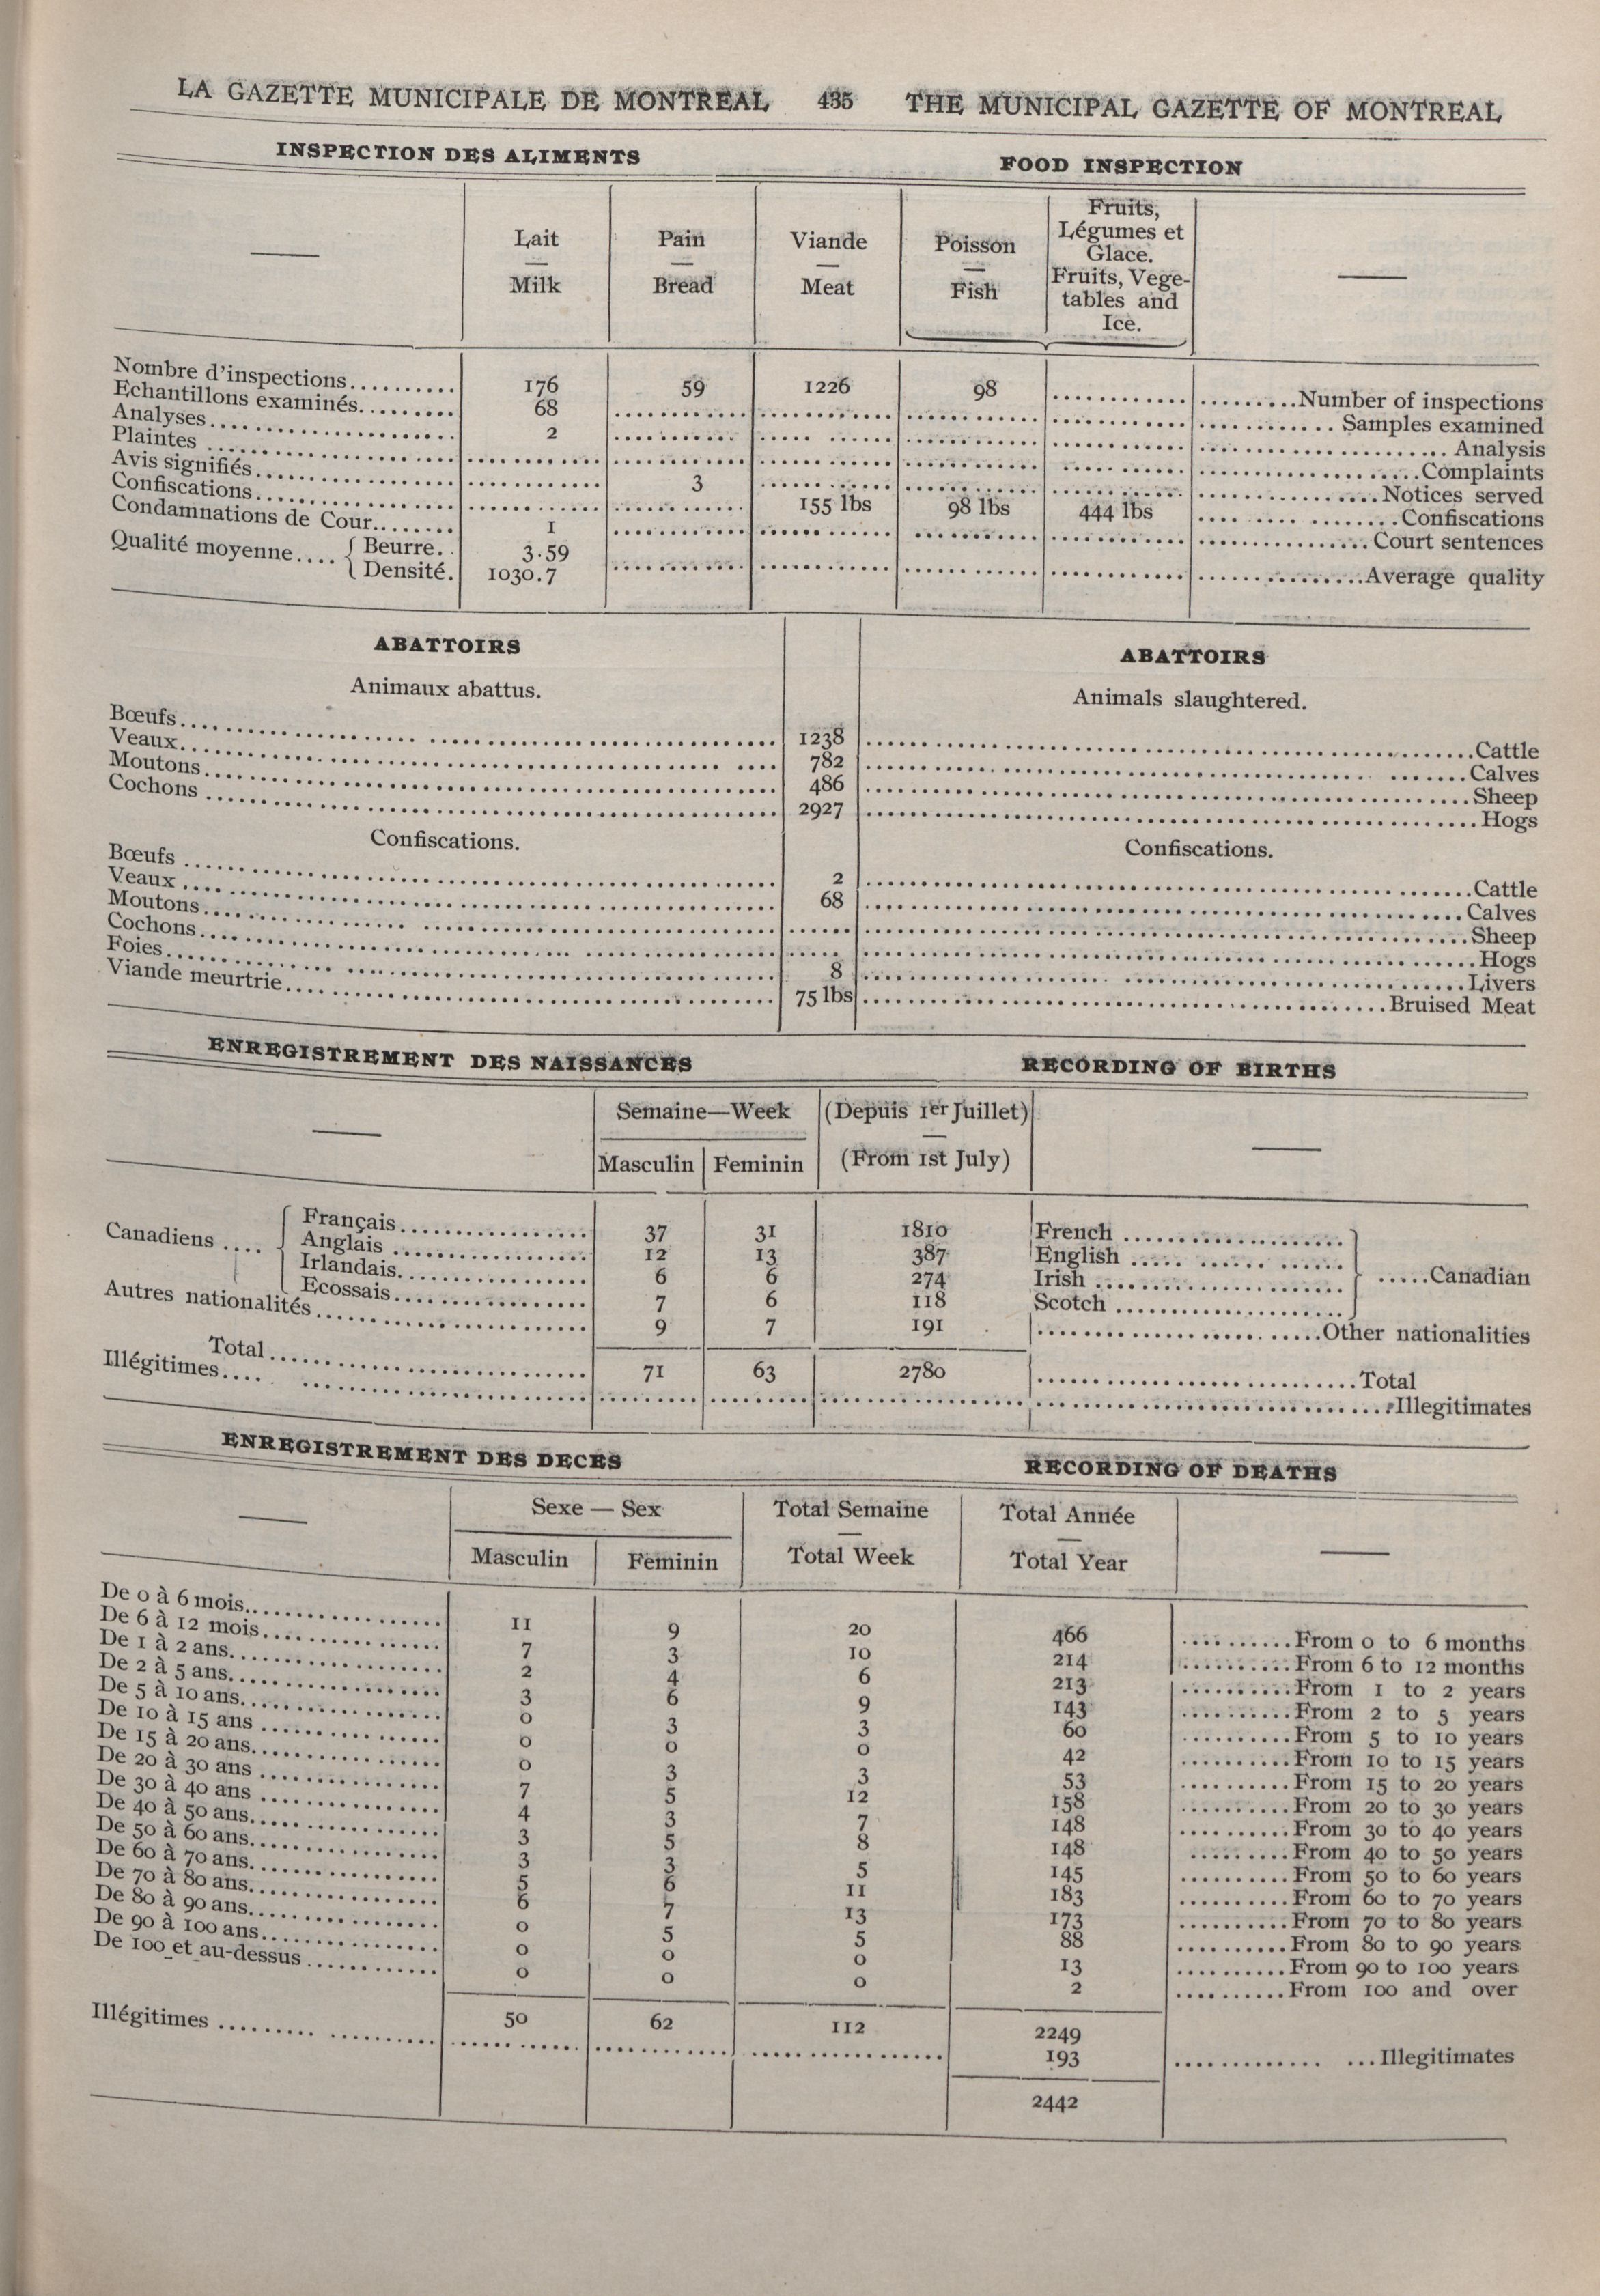 LA GAZETTE MUNICIPALE DE MONTREAL 435 THE MUNICIPAL GAZETTE OF MONTREAL
INSPECTION DES ALIMENTS FOOD INSPECTION
Lait Milk Pain Bread Viande Meat Poisson Fish Fruits, Légumes et Glace. Fruits, Vegetables and Ice.
Nombre d'inspections.......... 176 59 1226 98 ............ .........Number of inspections
Echantillons examinés.......... 68 ............ ............ ............ ............ ............Samples examined
Analyses...................... 2 ............ ............ ............ ............ ............Analysis
Plaintes ...................... ............ ............ ............ ............ ............ ............Complaints
Avis signifiés.................. ............ 3 ............ ............ ............ ............Notices served
Confiscations.................. ............ ............ 155 lbs 98 lbs 444 lbs ............Confiscations
Condamnations de Cour........ 1 ............ ............ ............ ............ ............Court sentences
Qualité moyenne.... { Beurre.. 3.59
{ Densité. 1030.7 ............ ............ ............ ............ ............Average quality
ABATTOIRS ABATTOIRS
Animaux abattus. Animals slaughtered.
Bœufs.................... 1238 ....................Cattle
Veaux.................... 782 ....................Calves
Moutons.................... 486 ....................Sheep
Cochons .................... 2927 ....................Hogs
Confiscations. Confiscations.
Bœufs .................... 2 ....................Cattle
Veaux .................... 68 ....................Calves
Moutons.................... ...... ....................Sheep
Cochons.................... ...... ....................Hogs
Foies.................... 8 ....................Livers
Viande meurtrie.................... 75 lbs ....................Bruised Meat
ENREGISTREMENT DES NAISSANCES RECORDING OF BIRTHS
Semaine—Week (Depuis 1er Juillet)
Masculin Feminin (From 1st July)
Canadiens .... { Français.................. 37 31 1810 French .................... } .....Canadian
Anglais .................. 12 13 387 English ....................
Irlandais.................. 6 6 274 Irish ....................
Ecossais.................. 7 6 118 Scotch ....................
Autres nationalités.................. 9 7 191 ....................Other nationalities
Total.................. 71 63 2780 ....................Total
Illégitimes.................. ............ ............ ............ ....................Illegitimates
ENREGISTREMENT DES DECES RECORDING OF DEATHS
Sexe — Sex Total Semaine Total Année
Masculin Feminin Total Week Total Year
De 0 à 6 mois.................. 11 9 20 466 ..........From 0 to 6 months
De 6 à 12 mois.................. 7 3 10 214 ..........From 6 to 12 months
De 1 à 2 ans.................. 2 4 6 213 ..........From 1 to 2 years
De 2 à 5 ans.................. 3 6 9 143 ..........From 2 to 5 years
De 5 à 10 ans.................. 0 3 3 60 ..........From 5 to 10 years
De 10 à 15 ans .................. 0 0 0 42 ..........From 10 to 15 years
De 15 à 20 ans.................. 0 3 3 53 ..........From 15 to 20 years
De 20 à 30 ans .................. 7 5 12 158 ..........From 20 to 30 years
De 30 à 40 ans .................. 4 3 7 148 ..........From 30 to 40 years
De 40 à 50 ans.................. 3 5 8 148 ..........From 40 to 50 years
De 50 à 60 ans.................. 3 3 5 145 ..........From 50 to 60 years
De 60 à 70 ans.................. 5 6 11 183 ..........From 60 to 70 years
De 70 à 80 ans.................. 6 7 13 173 ..........From 70 to 80 years
De 80 à 90 ans.................. 0 5 5 88 ..........From 80 to 90 years
De 90 à 100 ans.................. 0 0 0 13 ..........From 90 to 100 years
De 100 et au-dessus ............ 0 0 0 2 ..........From 100 and over
50 62 112 2249
Illégitimes .................... ............ ............ ............ 193 ............. ...Illegitimates
2442